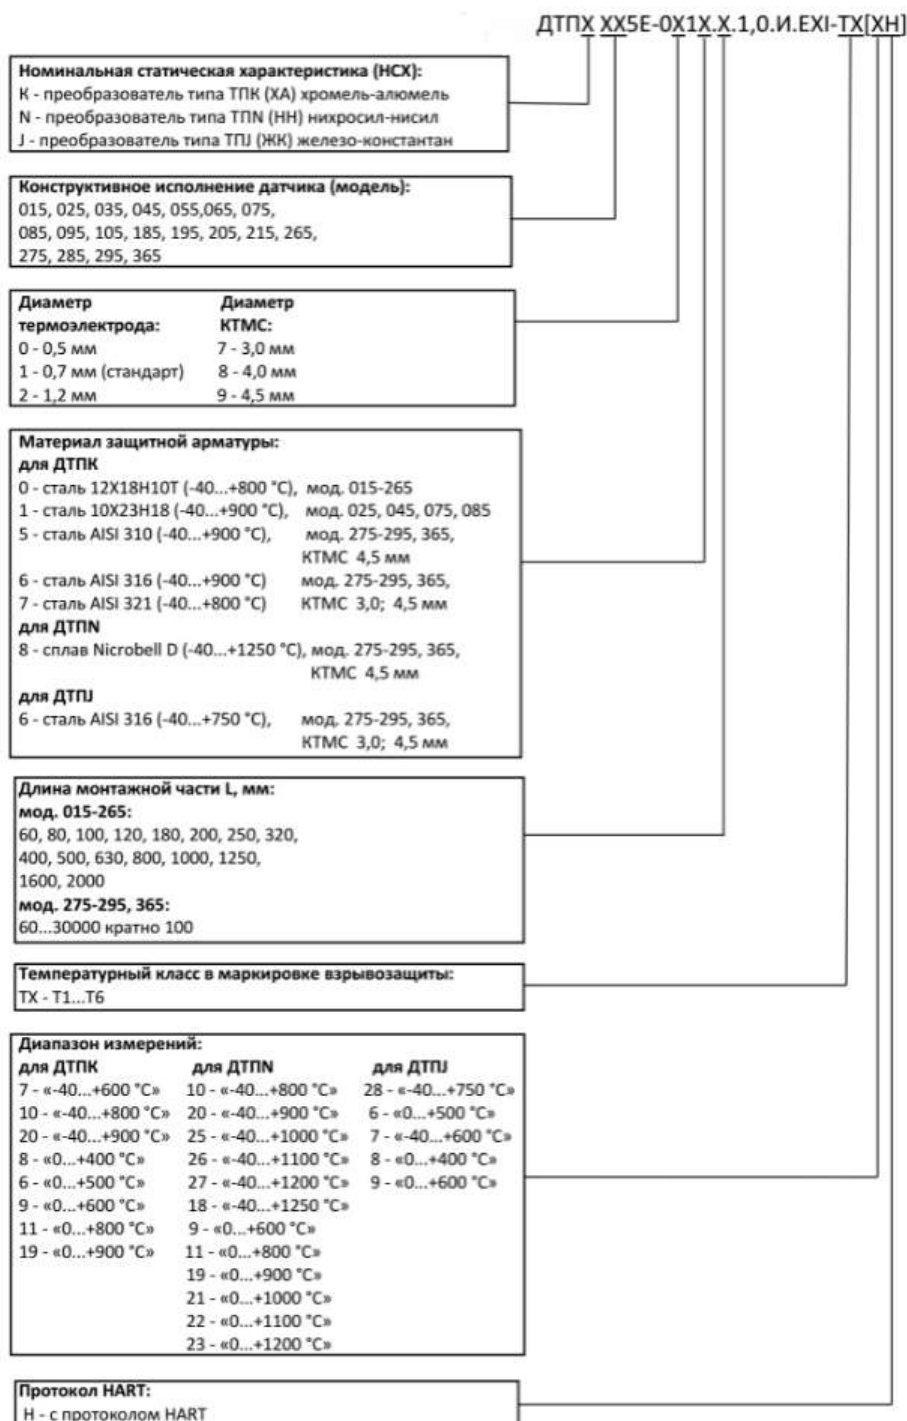 ДТПХ ХХ5Е-0Х1Х.Х.1,0.И.ЕХI-ТХ[ХН]
Номинальная статическая характеристика (НСХ):
К - преобразователь типа ТПК (ХА) хромель-алюмель
N - преобразователь типа ТПN (НН) нихросил-нисил
J - преобразователь типа ТПJ (ЖК) железо-константан
Конструктивное исполнение датчика (модель):
015, 025, 035, 045, 055,065, 075,
085, 095, 105, 185, 195, 205, 215, 265,
275, 285, 295, 365
Диаметр Диаметр
термоэлектрода: КТМС:
0 - 0,5 мм 7 - 3,0 мм
1 - 0,7 мм (стандарт) 8 - 4,0 мм
2 - 1,2 мм 9 - 4,5 мм
Материал защитной арматуры:
для ДТПК
0 - сталь 12Х18Н10Т (-40...+800 °С), мод. 015-265
1 - сталь 10Х23Н18 (-40...+900 °С), мод. 025, 045, 075, 085
5 - сталь AISI 310 (-40...+900 °С), мод. 275-295, 365,
КТМС 4,5 мм
6 - сталь AISI 316 (-40...+900 °С) мод. 275-295, 365,
7 - сталь AISI 321 (-40...+800 °С) КТМС 3,0; 4,5 мм
для ДТПN
8 - сплав Nicrobell D (-40...+1250 °С), мод. 275-295, 365,
КТМС 4,5 мм
для ДТПJ
6 - сталь AISI 316 (-40...+750 °С), мод. 275-295, 365,
КТМС 3,0; 4,5 мм
Длина монтажной части L, мм:
мод. 015-265:
60, 80, 100, 120, 180, 200, 250, 320,
400, 500, 630, 800, 1000, 1250,
1600, 2000
мод. 275-295, 365:
60...30000 кратно 100
Температурный класс в маркировке взрывозащиты:
ТХ - Т1...Т6
Диапазон измерений:
для ДТПК для ДТПN для ДТПJ
7 - «-40...+600 °С» 10 - «-40...+800 °С» 28 - «-40...+750 °С»
10 - «-40...+800 °С» 20 - «-40...+900 °С» 6 - «0...+500 °С»
20 - «-40...+900 °С» 25 - «-40...+1000 °С» 7 - «-40...+600 °С»
8 - «0...+400 °С» 26 - «-40...+1100 °С» 8 - «0...+400 °С»
6 - «0...+500 °С» 27 - «-40...+1200 °С» 9 - «0...+600 °С»
9 - «0...+600 °С» 18 - «-40...+1250 °С»
11 - «0...+800 °С» 9 - «0...+600 °С»
19 - «0...+900 °С» 11 - «0...+800 °С»
19 - «0...+900 °С»
21 - «0...+1000 °С»
22 - «0...+1100 °С»
23 - «0...+1200 °С»
Протокол HART:
Н - с протоколом HART